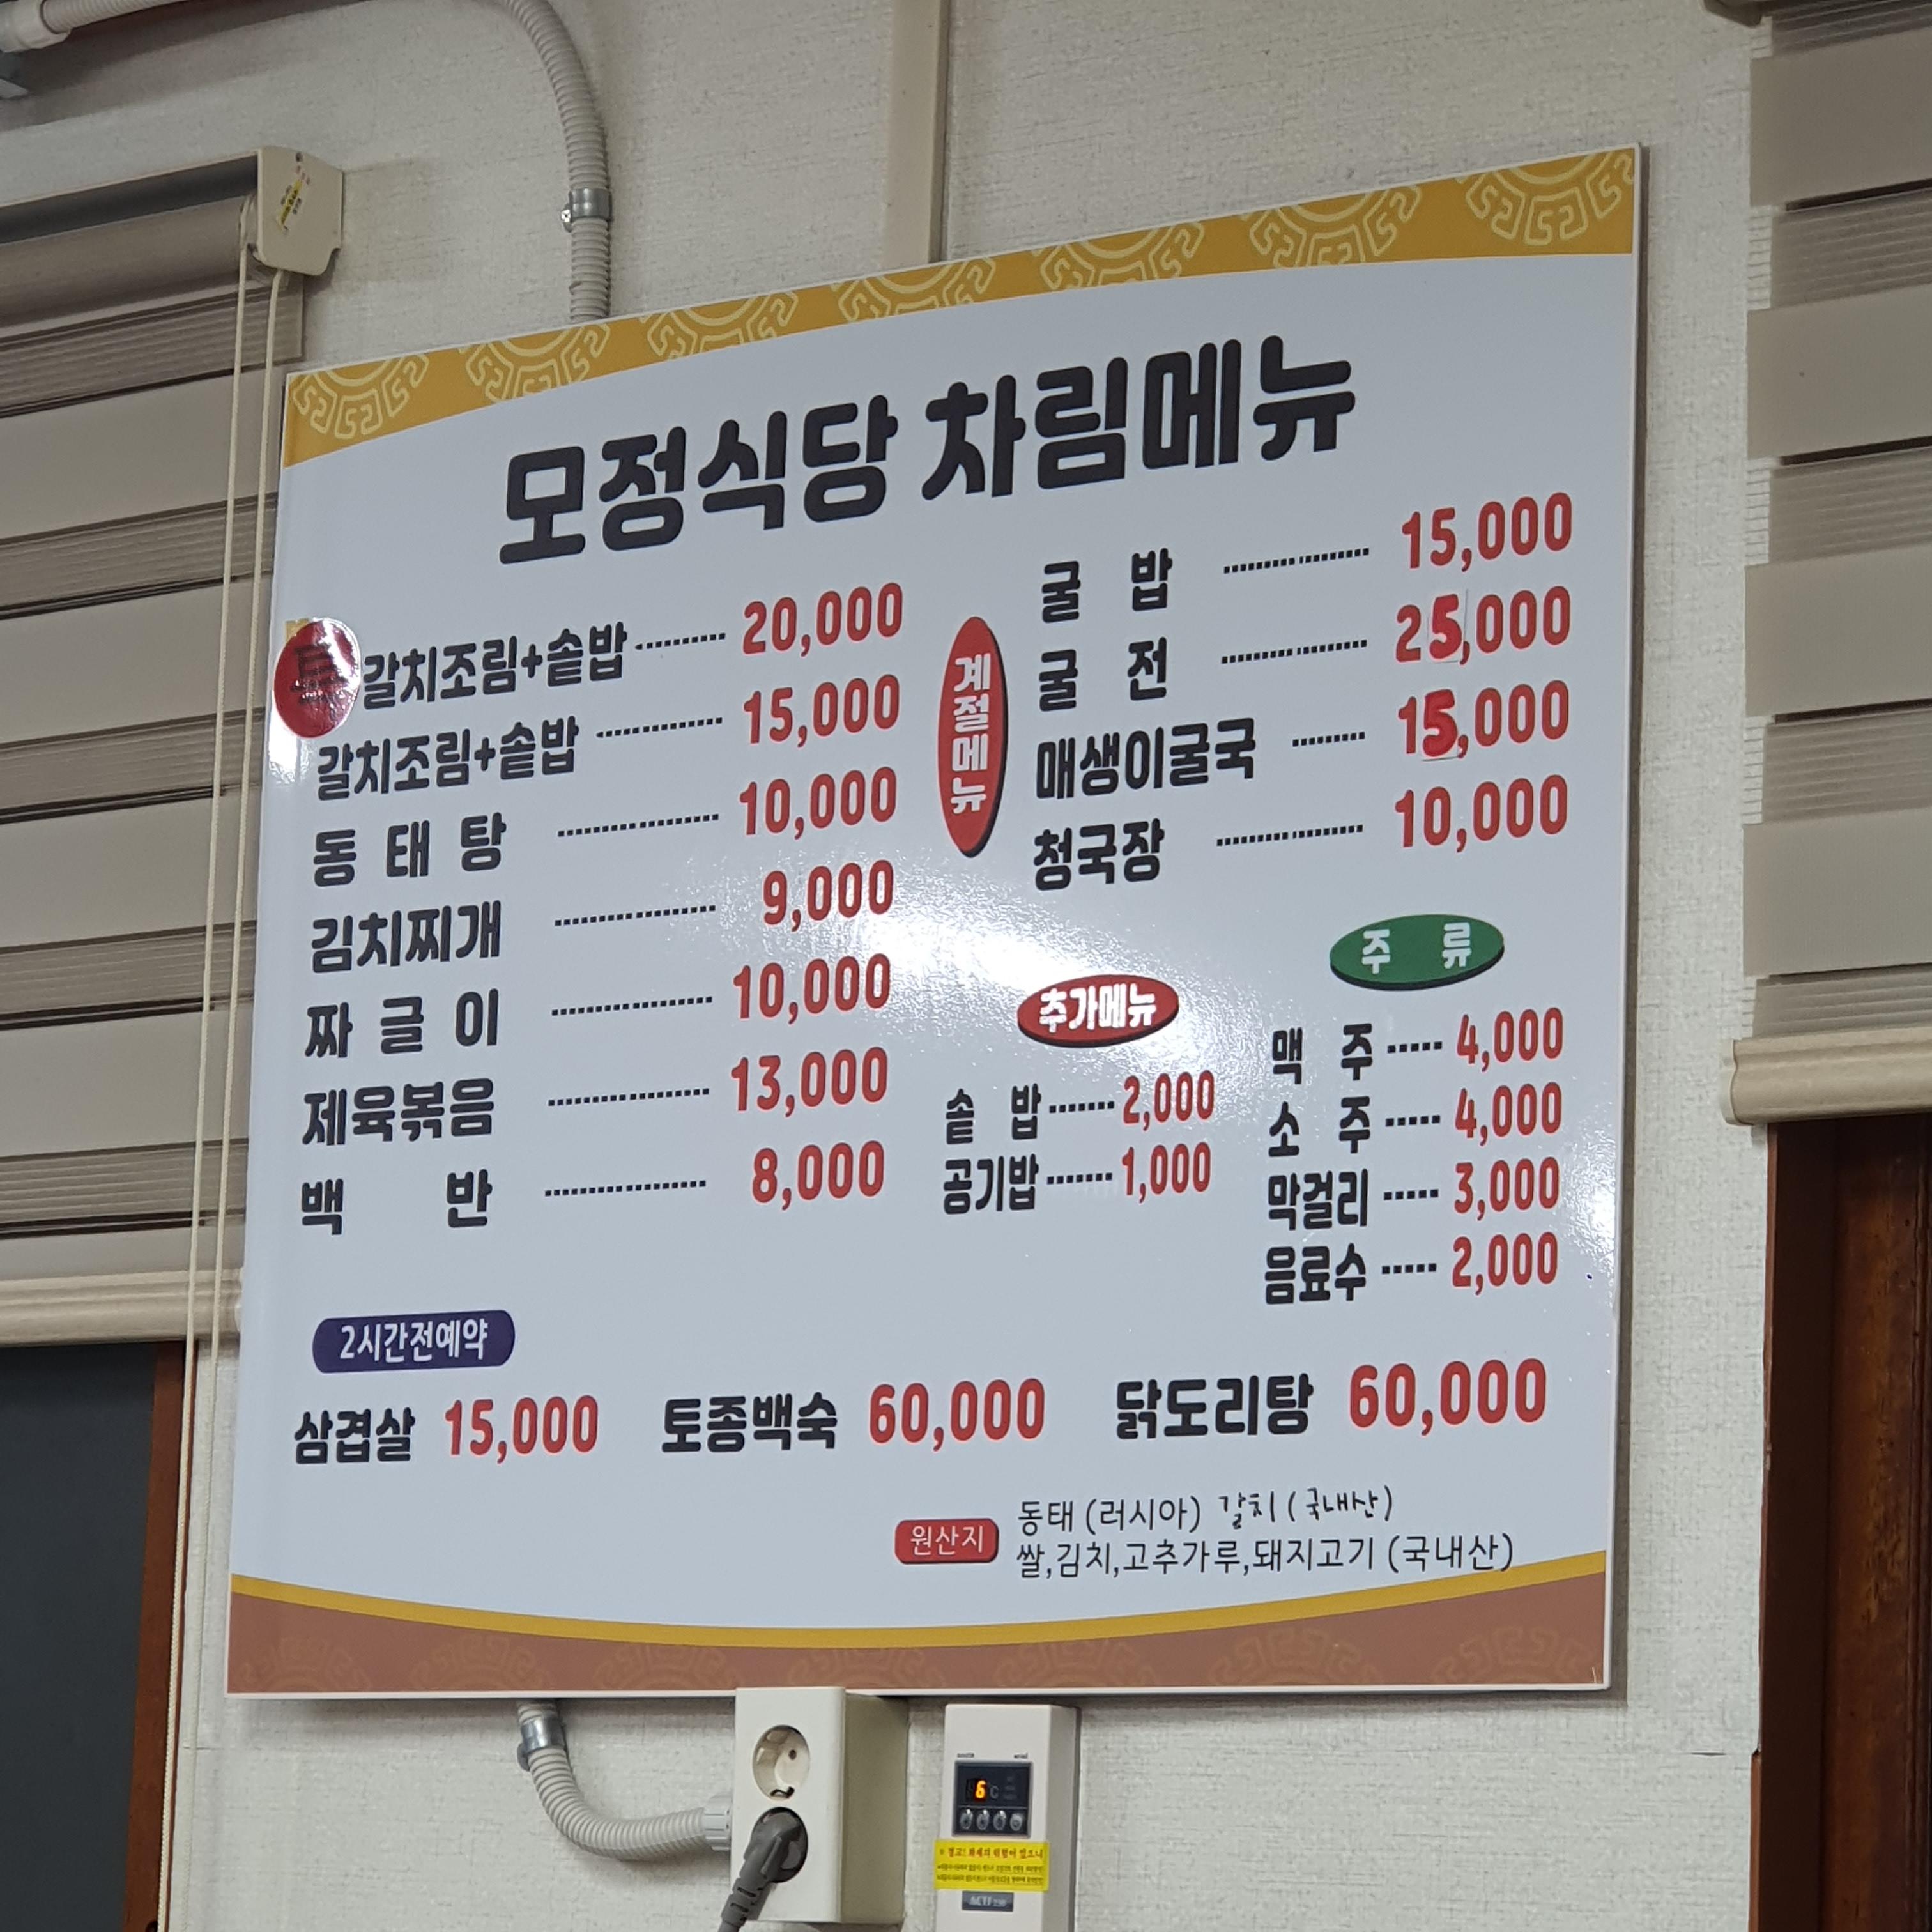 모정식당 차림메뉴
특 갈치조림+솥밥 ---------- 20,000
갈치조림+솥밥 ---------- 15,000
동 태 탕 ---------- 10,000
김치찌개 ---------- 9,000
짜 글 이 ---------- 10,000
제육볶음 ---------- 13,000
백 반 ---------- 8,000
계절메뉴
굴 밥 ---------- 15,000
굴 전 ---------- 25,000
매생이굴국 ------- 15,000
청국장 ---------- 10,000
추가메뉴
솥 밥 ------- 2,000
공기밥 ------- 1,000
주 류
맥 주 ----- 4,000
소 주 ----- 4,000
막걸리 ----- 3,000
음료수 ----- 2,000
2시간전예약
삼겹살 15,000 토종백숙 60,000 닭도리탕 60,000
원산지
동태 (러시아) 갈치 (국내산)
쌀,김치,고추가루,돼지고기 (국내산)
6